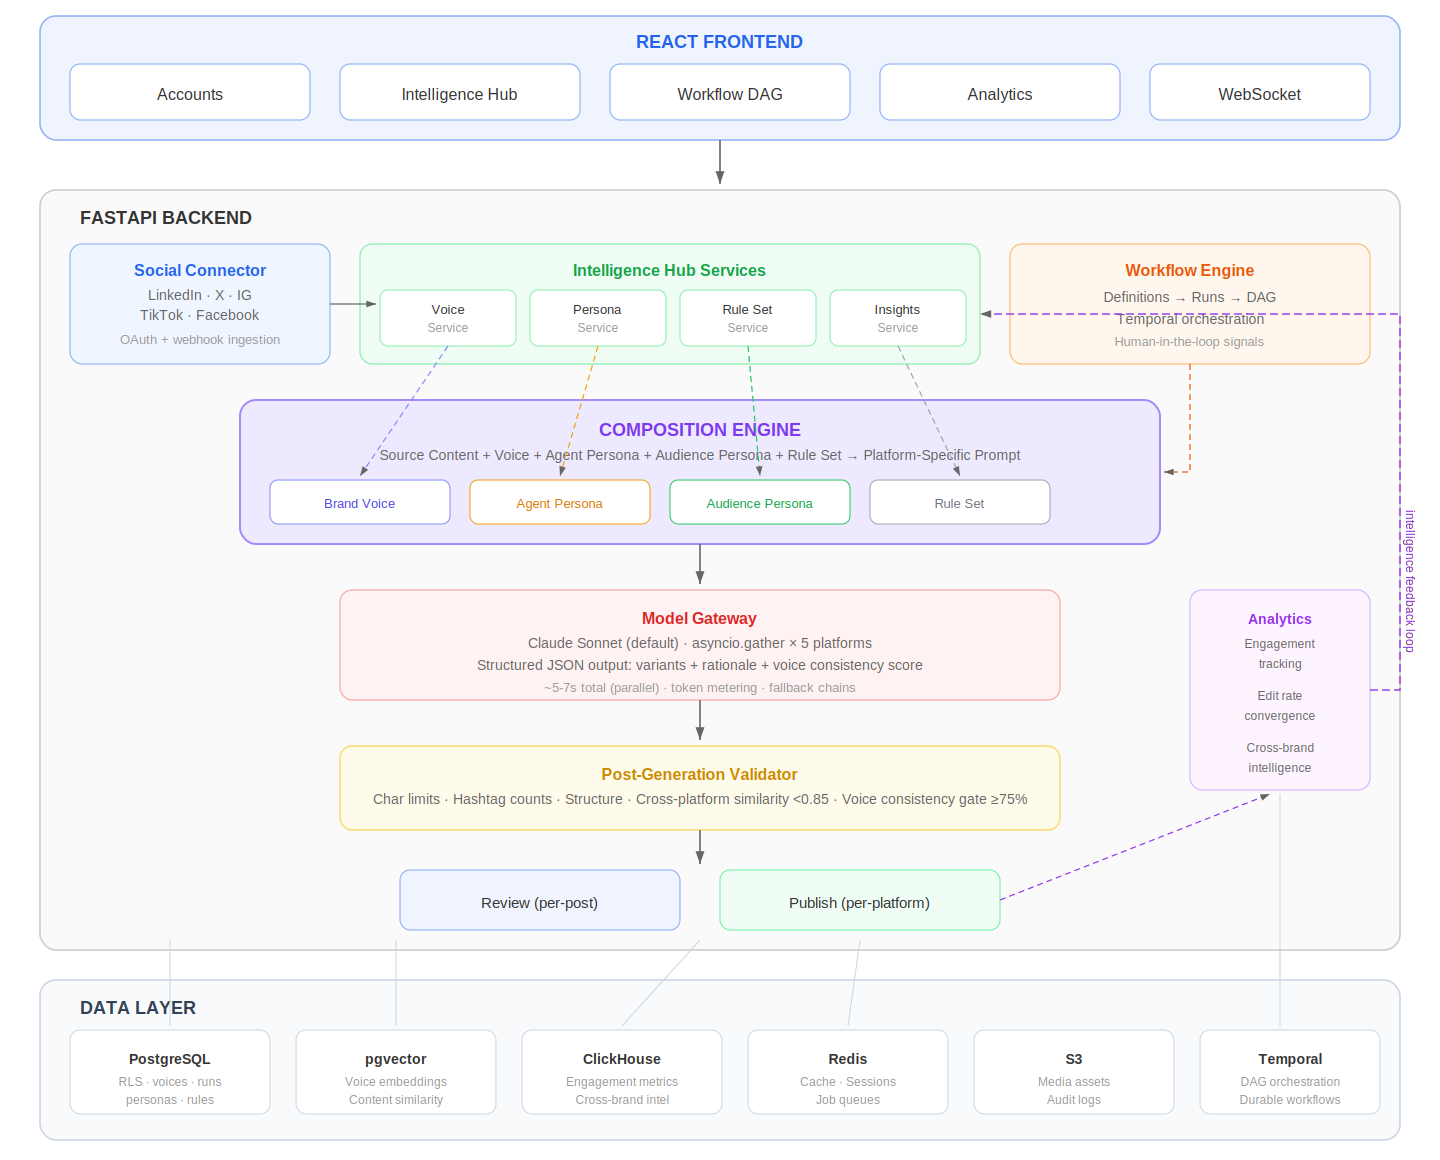 REACT FRONTEND
Accounts
Intelligence Hub
Workflow DAG
Analytics
WebSocket
FASTAPI BACKEND
Social Connector
LinkedIn · X · IG
TikTok · Facebook
OAuth + webhook ingestion
Intelligence Hub Services
Voice
Service
Persona
Service
Rule Set
Service
Insights
Service
Workflow Engine
Definitions → Runs → DAG
Temporal orchestration
Human-in-the-loop signals
COMPOSITION ENGINE
Source Content + Voice + Agent Persona + Audience Persona + Rule Set → Platform-Specific Prompt
Brand Voice
Agent Persona
Audience Persona
Rule Set
intelligence feedback loop
Model Gateway
Claude Sonnet (default) · asyncio.gather × 5 platforms
Structured JSON output: variants + rationale + voice consistency score
~5-7s total (parallel) · token metering · fallback chains
Analytics
Engagement
tracking
Edit rate
convergence
Cross-brand
intelligence
Post-Generation Validator
Char limits · Hashtag counts · Structure · Cross-platform similarity <0.85 · Voice consistency gate ≥75%
Review (per-post)
Publish (per-platform)
DATA LAYER
PostgreSQL
RLS · voices · runs
personas · rules
pgvector
Voice embeddings
Content similarity
ClickHouse
Engagement metrics
Cross-brand intel
Redis
Cache · Sessions
Job queues
S3
Media assets
Audit logs
Temporal
DAG orchestration
Durable workflows